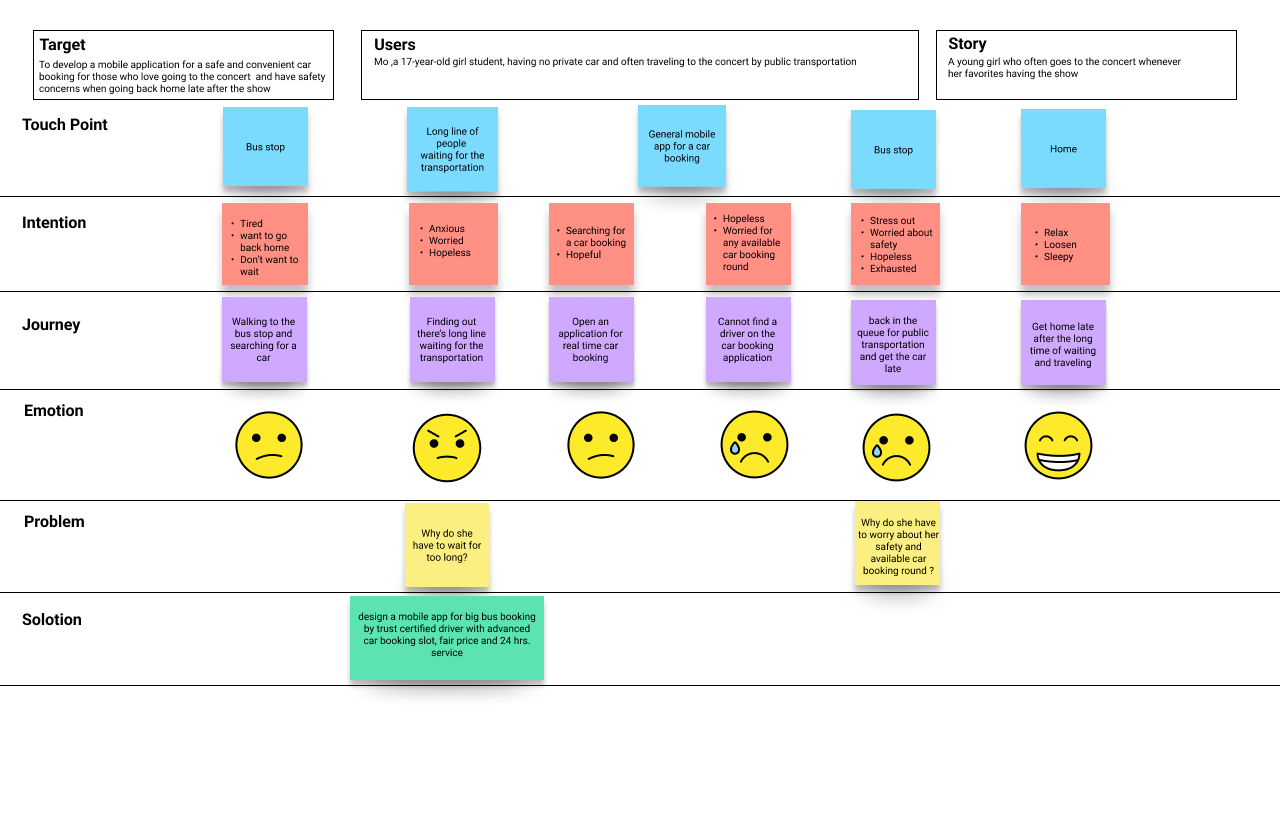 Target
To develop a mobile application for a safe and convenient car
booking for those who love going to the concert  and have safety
concerns when going back home late after the show
Users
Mo ,a 17-year-old girl student, having no private car and often traveling to the concert by public transportation
Story
A young girl who often goes to the concert whenever
her favorites having the show
Touch Point
Bus stop
Long line of
people
waiting for the
transportation
General mobile
app for a car
booking
Bus stop
Home
Intention
• Tired
• want to go
back home
• Don't want to
wait
• Anxious
• Worried
• Hopeless
• Searching for
a car booking
• Hopeful
• Hopeless
• Worried for
any available
car booking
round
• Stress out
• Worried about
safety
• Hopeless
• Exhausted
• Relax
• Loosen
• Sleepy
Journey
Walking to the
bus stop and
searching for a
car
Finding out
there's long line
waiting for the
transportation
Open an
application for
real time car
booking
Cannot find a
driver on the
car booking
application
back in the
queue for public
transportation
and get the car
late
Get home late
after the long
time of waiting
and traveling
Emotion
Problem
Why do she
have to wait for
too long?
Why do she have
to worry about her
safety and
available car
booking round ?
Solotion
design a mobile app for big bus booking
by trust certified driver with advanced
car booking slot, fair price and 24 hrs.
service